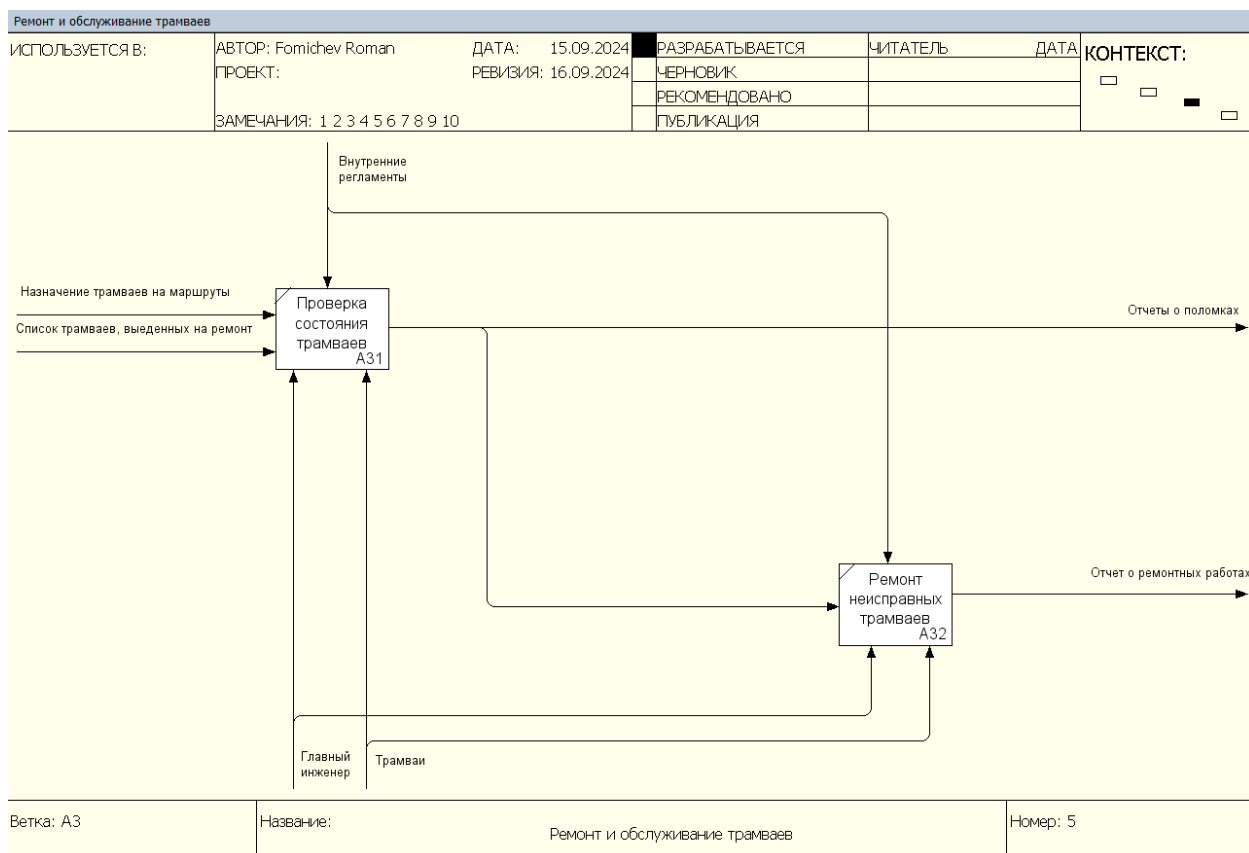 Ремонт и обслуживание трамваев
ИСПОЛЬЗУЕТСЯ В:
АВТОР: Fomichev Roman
ДАТА: 15.09.2024
ПРОЕКТ:
РЕВИЗИЯ: 16.09.2024
ЗАМЕЧАНИЯ: 1 2 3 4 5 6 7 8 9 10
РАЗРАБАТЫВАЕТСЯ
ЧЕРНОВИК
РЕКОМЕНДОВАНО
ПУБЛИКАЦИЯ
ЧИТАТЕЛЬ
ДАТА
КОНТЕКСТ:
Внутренние
регламенты
Назначение трамваев на маршруты
Список трамваев, выеденных на ремонт
Проверка
состояния
трамваев
A31
Отчеты о поломках
Ремонт
неисправных
трамваев
A32
Отчет о ремонтных работах
Главный
инженер
Трамваи
Ветка: A3
Название:
Ремонт и обслуживание трамваев
Номер: 5